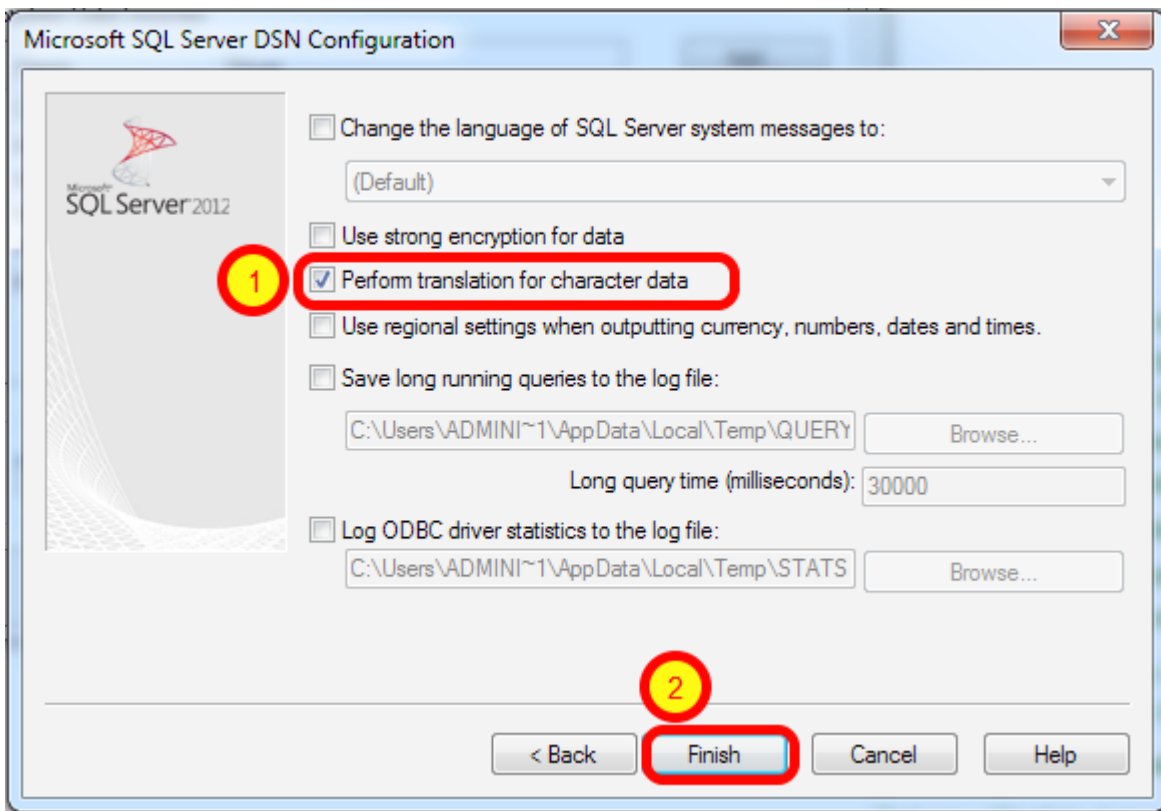 Microsoft SQL Server DSN Configuration
Change the language of SQL Server system messages to:
(Default)
Microsoft®
SQL Server 2012
Use strong encryption for data
1
Perform translation for character data
Use regional settings when outputting currency, numbers, dates and times.
Save long running queries to the log file:
C:\Users\ADMINI~1\AppData\Local\Temp\QUERY
Browse...
Long query time (milliseconds):
30000
Log ODBC driver statistics to the log file:
C:\Users\ADMINI~1\AppData\Local\Temp\STATS
Browse...
2
< Back
Finish
Cancel
Help